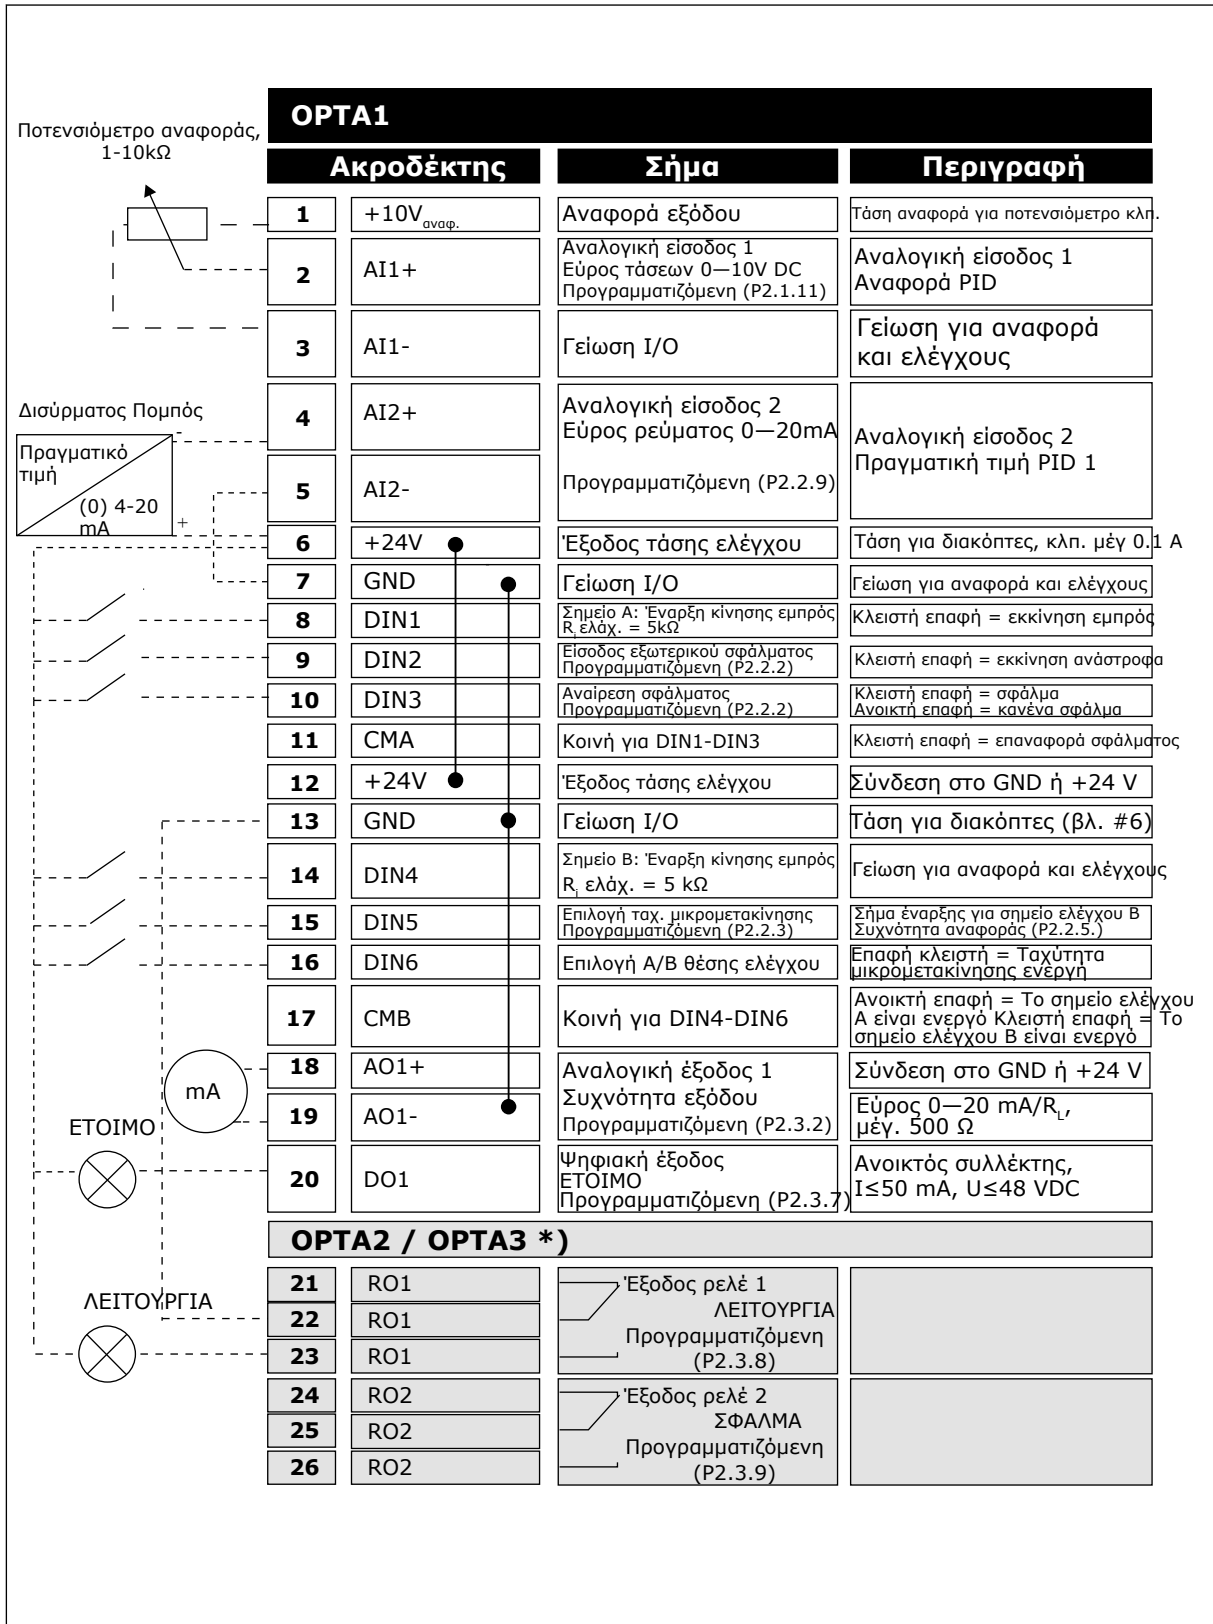 Ποτενσιόμετρο αναφοράς,
1-10kΩ
OPTA1
Ακροδέκτης Σήμα Περιγραφή
1 +10Vαναφ. Αναφορά εξόδου Τάση αναφορά για ποτενσιόμετρο κλπ.
2 AI1+ Αναλογική είσοδος 1
Εύρος τάσεων 0—10V DC
Προγραμματιζόμενη (P2.1.11)
Αναλογική είσοδος 1
Αναφορά PID
3 AI1- Γείωση I/O
Γείωση για αναφορά
και ελέγχους
Δισύρματος Πομπός
-
Πραγματικό
τιμή
(0) 4-20
mA
+
4 AI2+
Αναλογική είσοδος 2
Εύρος ρεύματος 0—20mA
5 AI2-
Προγραμματιζόμενη (P2.2.9)
Αναλογική είσοδος 2
Πραγματική τιμή PID 1
6 +24V Έξοδος τάσης ελέγχου Τάση για διακόπτες, κλπ. μέγ 0.1 A
7 GND Γείωση I/O Γείωση για αναφορά και ελέγχους
8 DIN1 Σημείο Α: Έναρξη κίνησης εμπρός
Ri ελάχ. = 5kΩ
Κλειστή επαφή = εκκίνηση εμπρός
9 DIN2 Είσοδος εξωτερικού σφάλματος
Προγραμματιζόμενη (P2.2.2)
Κλειστή επαφή = εκκίνηση ανάστροφα
10 DIN3 Αναίρεση σφάλματος
Προγραμματιζόμενη (P2.2.2)
Κλειστή επαφή = σφάλμα
Ανοικτή επαφή = κανένα σφάλμα
11 CMA Κοινή για DIN1-DIN3 Κλειστή επαφή = επαναφορά σφάλματος
12 +24V Έξοδος τάσης ελέγχου Σύνδεση στο GND ή +24 V
13 GND Γείωση I/O Τάση για διακόπτες (βλ. #6)
14 DIN4 Σημείο Β: Έναρξη κίνησης εμπρός
Ri ελάχ. = 5 kΩ
Γείωση για αναφορά και ελέγχους
15 DIN5 Επιλογή ταχ. μικρομετακίνησης
Προγραμματιζόμενη (P2.2.3)
Σήμα έναρξης για σημείο ελέγχου Β
Συχνότητα αναφοράς (P2.2.5.)
16 DIN6 Επιλογή A/B θέσης ελέγχου
Επαφή κλειστή = Ταχύτητα
μικρομετακίνησης ενεργή
17 CMB Κοινή για DIN4-DIN6
Ανοικτή επαφή = Το σημείο ελέγχου
Α είναι ενεργό Κλειστή επαφή = Το
σημείο ελέγχου Β είναι ενεργό
mA
18 AO1+ Αναλογική έξοδος 1
Συχνότητα εξόδου
Προγραμματιζόμενη (P2.3.2)
Σύνδεση στο GND ή +24 V
19 AO1-
Εύρος 0—20 mA/RL,
μέγ. 500 Ω
ΕΤΟΙΜΟ
20 DO1 Ψηφιακή έξοδος
ΕΤΟΙΜΟ
Προγραμματιζόμενη (P2.3.7)
Ανοικτός συλλέκτης,
I≤50 mA, U≤48 VDC
OPTA2 / OPTA3 *)
ΛΕΙΤΟΥΡΓΙΑ
21 RO1 Έξοδος ρελέ 1
22 RO1 ΛΕΙΤΟΥΡΓΙΑ
Προγραμματιζόμενη
23 RO1 (P2.3.8)
24 RO2 Έξοδος ρελέ 2
25 RO2 ΣΦΑΛΜΑ
Προγραμματιζόμενη
26 RO2 (P2.3.9)